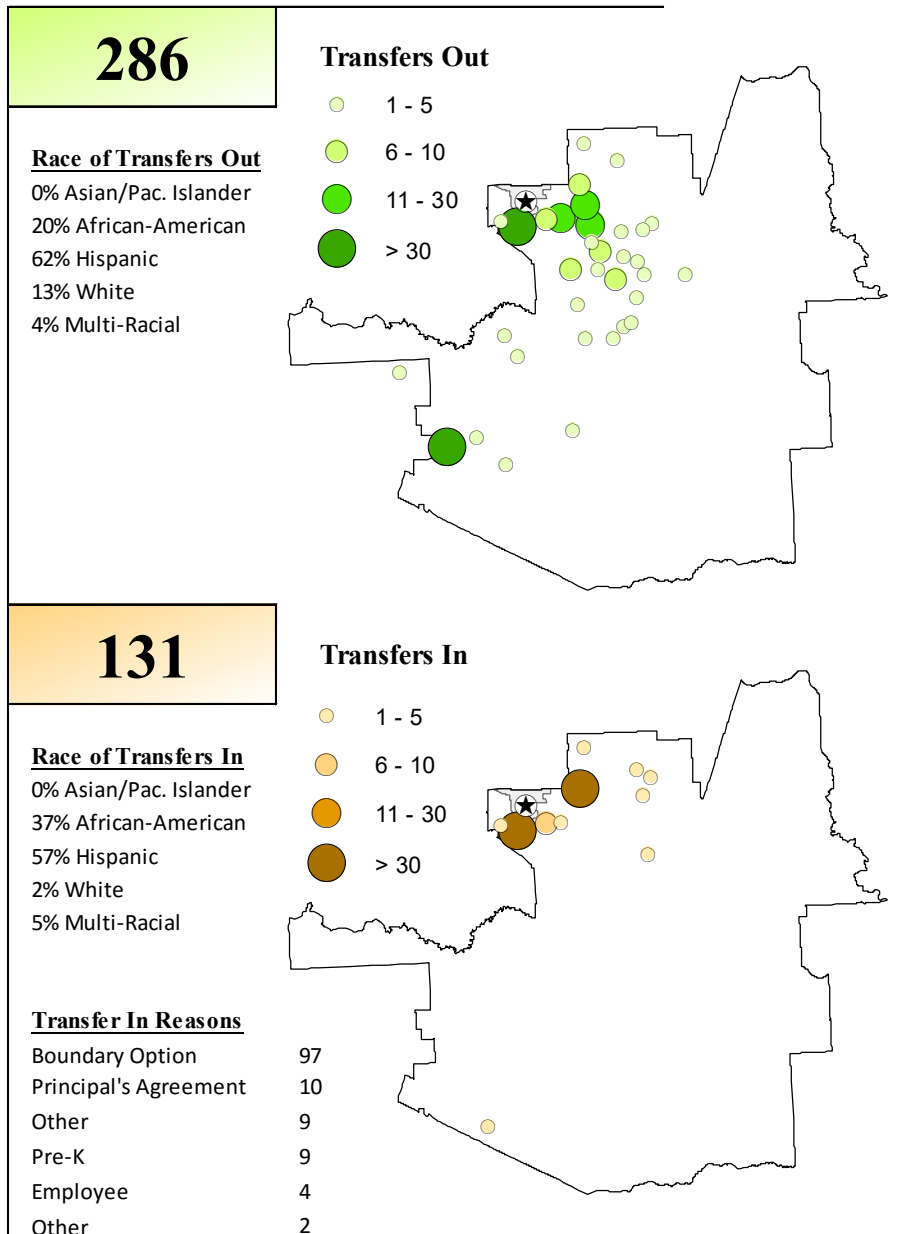 286
Transfers Out
1 - 5
6 - 10
11 - 30
> 30
Race of Transfers Out
0% Asian/Pac. Islander
20% African-American
62% Hispanic
13% White
4% Multi-Racial
131
Transfers In
1 - 5
6 - 10
11 - 30
> 30
Race of Transfers In
0% Asian/Pac. Islander
37% African-American
57% Hispanic
2% White
5% Multi-Racial
Transfer In Reasons
Boundary Option 97
Principal's Agreement 10
Other 9
Pre-K 9
Employee 4
Other 2